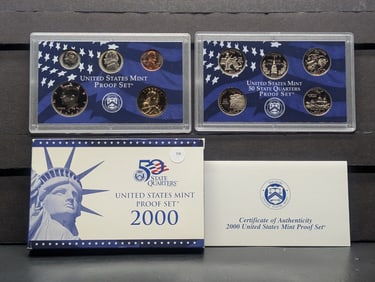 UNITED STATES MINT
PROOF SET
UNITED STATES MINT
50 STATE QUARTERS
PROOF SET
50
STATE
QUARTERS
UNITED STATES MINT
PROOF SET
2000
Certificate of Authenticity
2000 United States Mint Proof Set